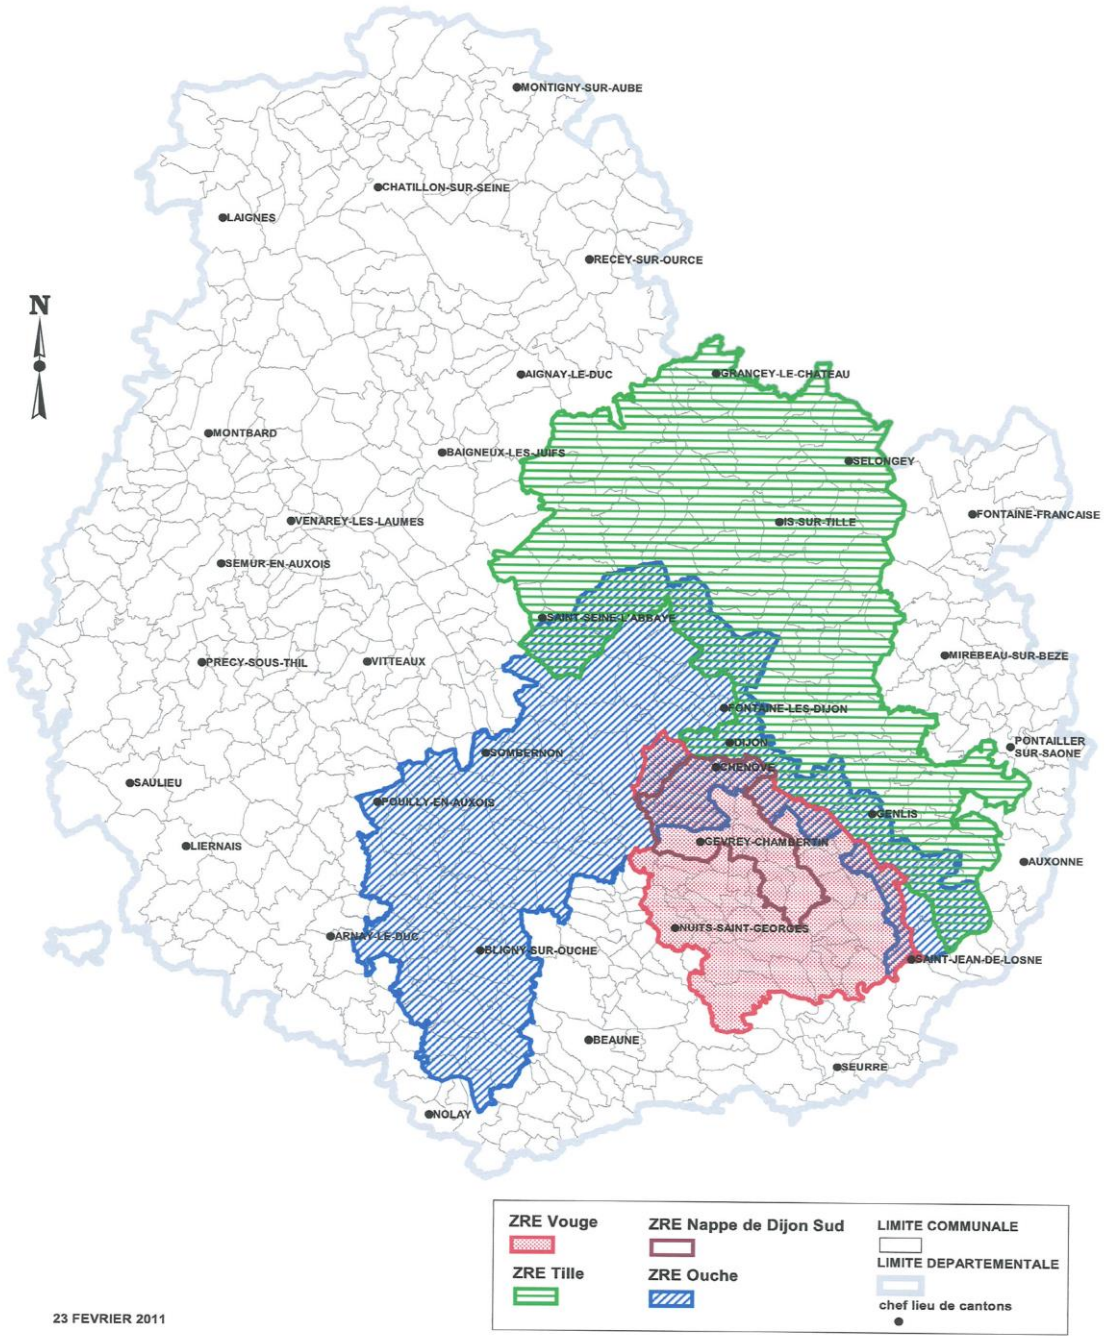 MONTIGNY-SUR-AUBE
CHATILLON-SUR-SEINE
LAIGNES
RECEY-SUR-OURCE
N
AIGNAY-LE-DUC
GRANCEY-LE-CHATEAU
MONTBARD
BAIGNEUX-LES-JUIFS
SELONGEY
VENAREY-LES-LAUMES
IS-SUR-TILLE
FONTAINE-FRANCAISE
SEMUR-EN-AUXOIS
SAINT-SEINE-L'ABBAYE
PRECY-SOUS-THIL
VITTEAUX
MIREBEAU-SUR-BEZE
FONTAINE-LES-DIJON
DIJON
PONTAILLER
SUR-SAONE
SOMBERNON
CHENOVE
SAULIEU
POUILLY-EN-AUXOIS
GENLIS
LIERNAIS
GEVREY-CHAMBERTIN
AUXONNE
NUITS-SAINT-GEORGES
ARNAY-LE-DUC
BLIGNY-SUR-OUCHE
SAINT-JEAN-DE-LOSNE
BEAUNE
SEURRE
NOLAY
ZRE Vouge
ZRE Nappe de Dijon Sud
LIMITE COMMUNALE
ZRE Tille
ZRE Ouche
LIMITE DEPARTEMENTALE
chef lieu de cantons
23 FEVRIER 2011